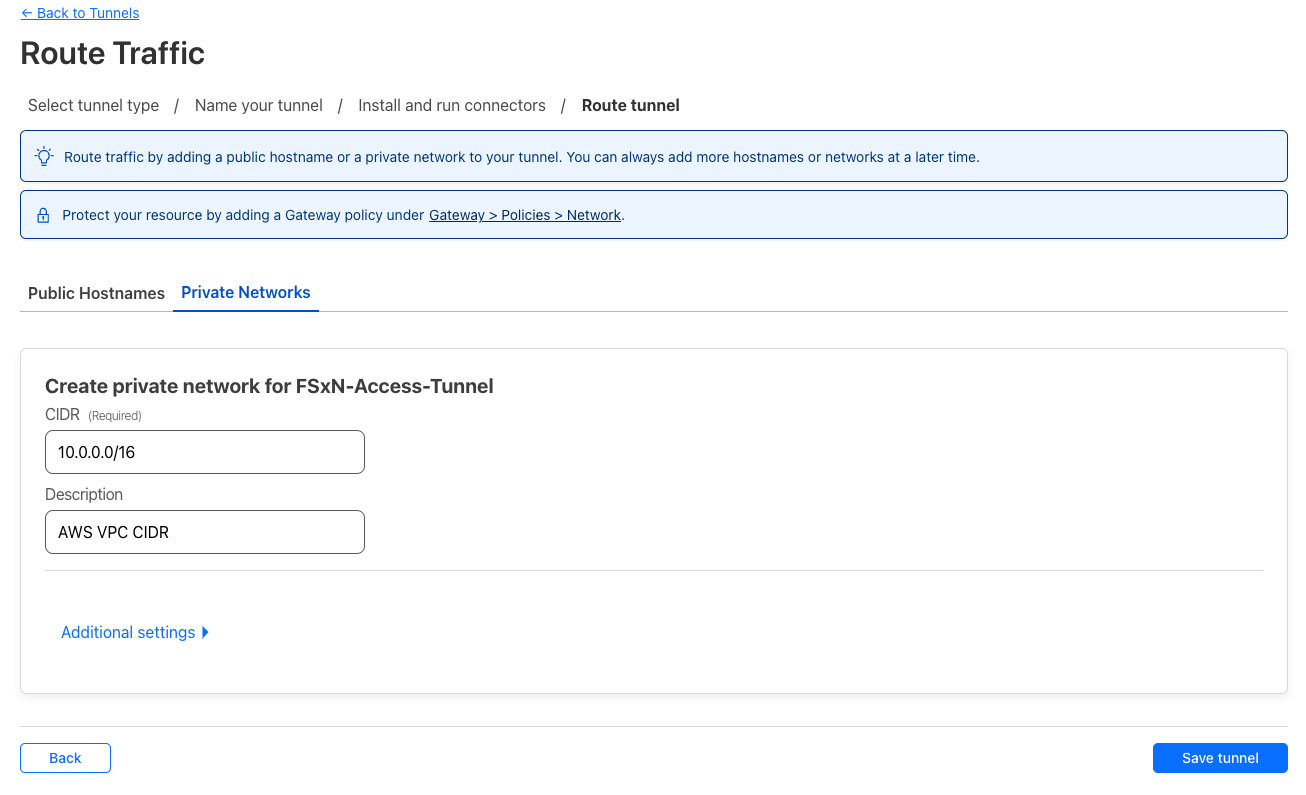 ← Back to Tunnels
Route Traffic
Select tunnel type / Name your tunnel / Install and run connectors / Route tunnel
Route traffic by adding a public hostname or a private network to your tunnel. You can always add more hostnames or networks at a later time.
Protect your resource by adding a Gateway policy under Gateway > Policies > Network.
Public Hostnames Private Networks
Create private network for FSxN-Access-Tunnel
CIDR (Required)
10.0.0.0/16
Description
AWS VPC CIDR
Additional settings
Back Save tunnel